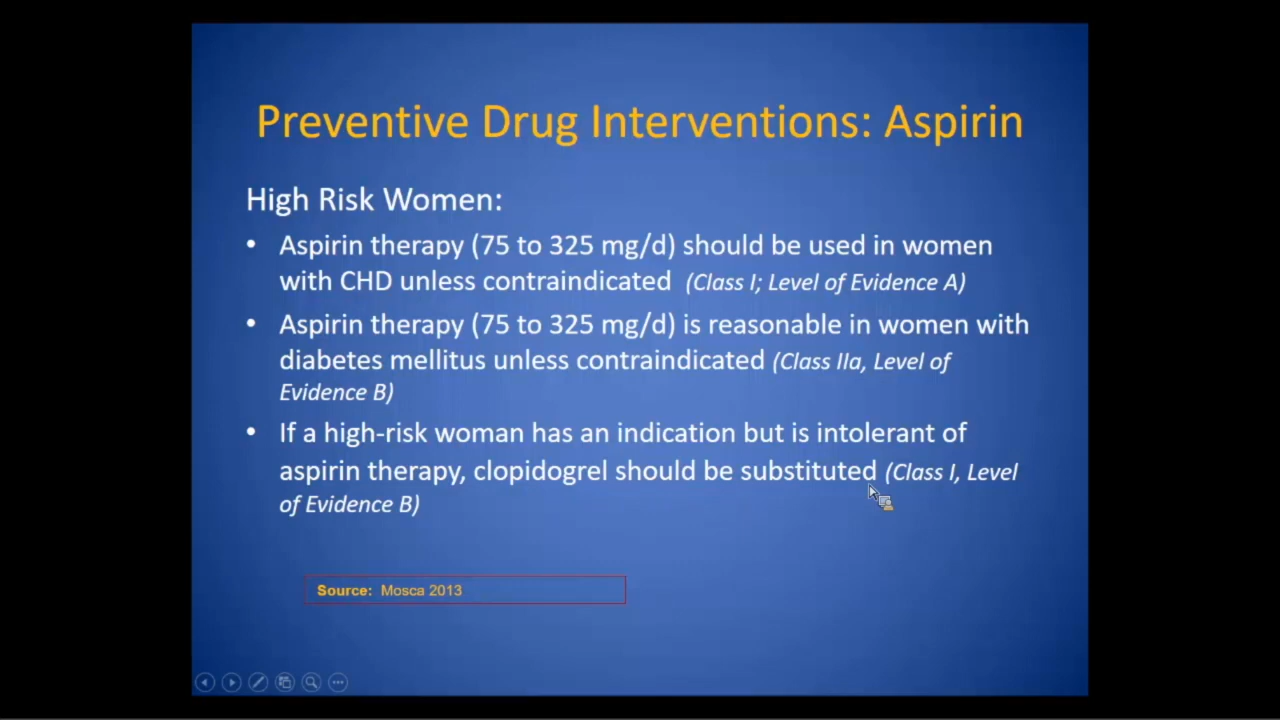 Preventive Drug Interventions: Aspirin
High Risk Women:
• Aspirin therapy (75 to 325 mg/d) should be used in women
with CHD unless contraindicated (Class I; Level of Evidence A)
• Aspirin therapy (75 to 325 mg/d) is reasonable in women with
diabetes mellitus unless contraindicated (Class IIa, Level of
Evidence B)
• If a high-risk woman has an indication but is intolerant of
aspirin therapy, clopidogrel should be substituted (Class I, Level
of Evidence B)
Source: Mosca 2013